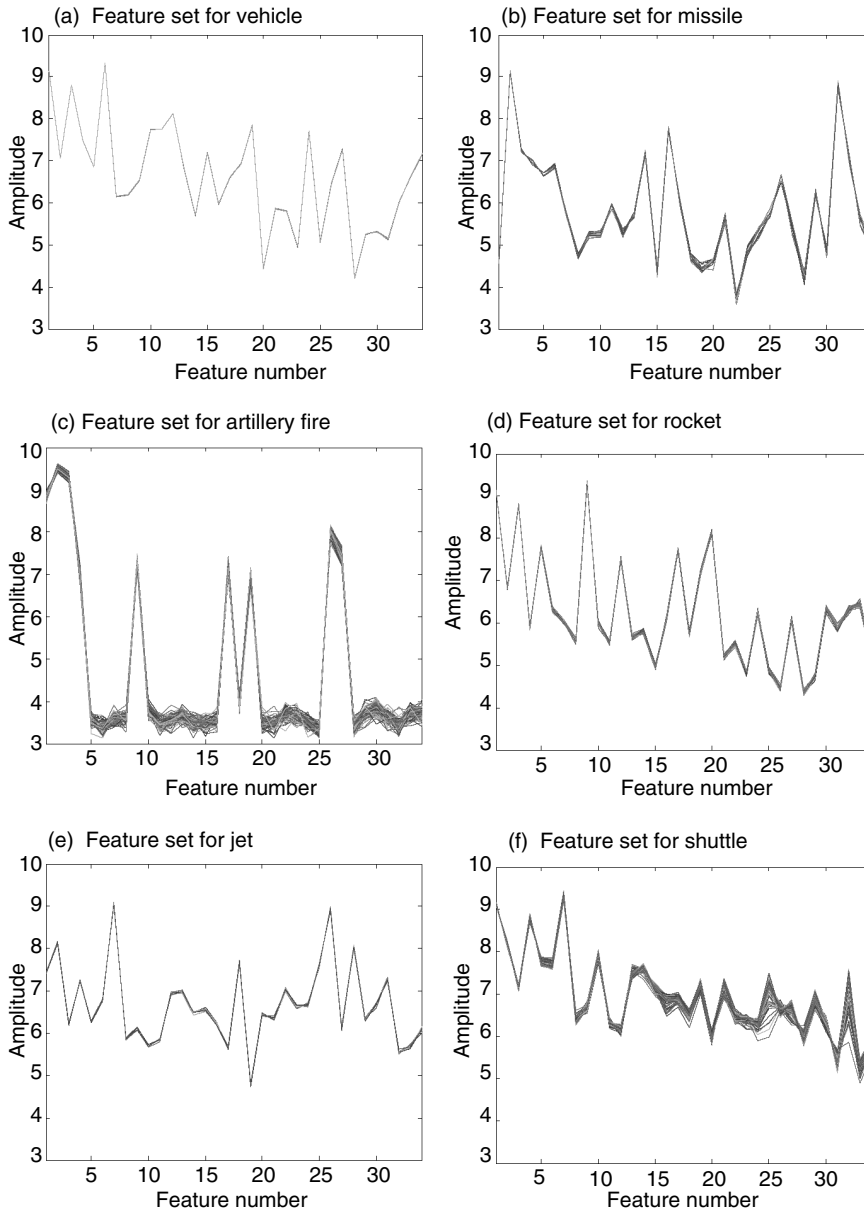 (a) Feature set for vehicle
10
9
8
7
6
5
4
3
Amplitude
5 10 15 20 25 30
Feature number
(b) Feature set for missile
10
9
8
7
6
5
4
3
Amplitude
5 10 15 20 25 30
Feature number
(c) Feature set for artillery fire
10
9
8
7
6
5
4
3
Amplitude
5 10 15 20 25 30
Feature number
(d) Feature set for rocket
10
9
8
7
6
5
4
3
Amplitude
5 10 15 20 25 30
Feature number
(e) Feature set for jet
10
9
8
7
6
5
4
3
Amplitude
5 10 15 20 25 30
Feature number
(f) Feature set for shuttle
10
9
8
7
6
5
4
3
Amplitude
5 10 15 20 25 30
Feature number